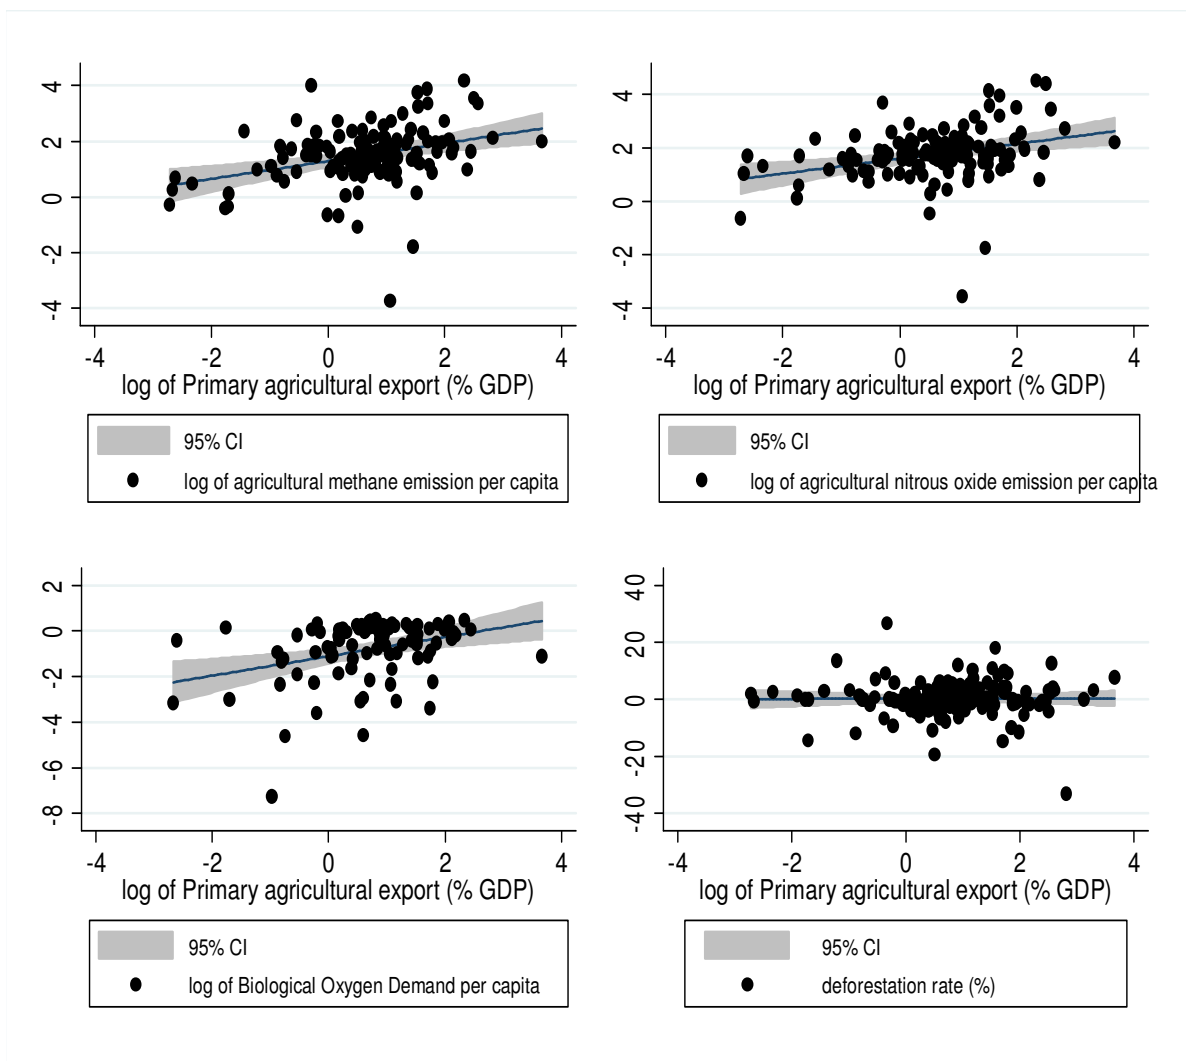 4
2
0
-2
-4
-4 -2 0 2 4
log of Primary agricultural export (% GDP)
95% CI
log of agricultural methane emission per capita
4
2
0
-2
-4
-4 -2 0 2 4
log of Primary agricultural export (% GDP)
95% CI
log of agricultural nitrous oxide emission per capita
2
0
-2
-4
-6
-8
-4 -2 0 2 4
log of Primary agricultural export (% GDP)
95% CI
log of Biological Oxygen Demand per capita
40
20
0
-20
-40
-4 -2 0 2 4
log of Primary agricultural export (% GDP)
95% CI
deforestation rate (%)